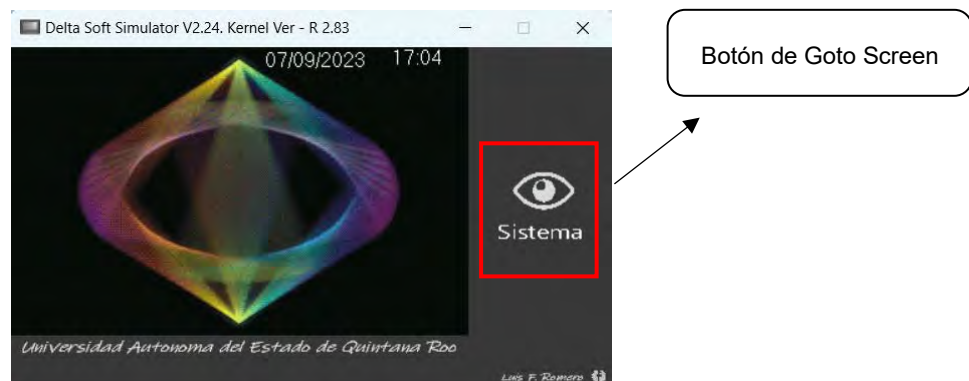 Delta Soft Simulator V2.24. Kernel Ver - R 2.83
07/09/2023 17:04
Botón de Goto Screen
Sistema
Universidad Autonoma del Estado de Quintana Roo
Luis F. Romero